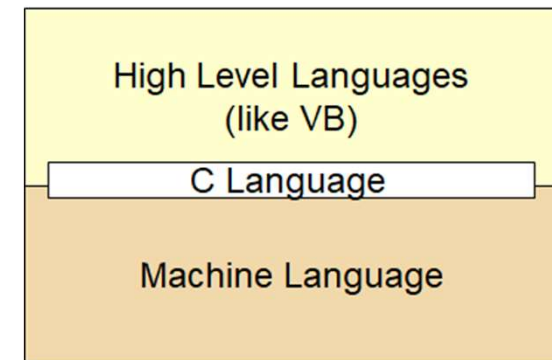 High Level Languages
(like VB)
C Language
Machine Language